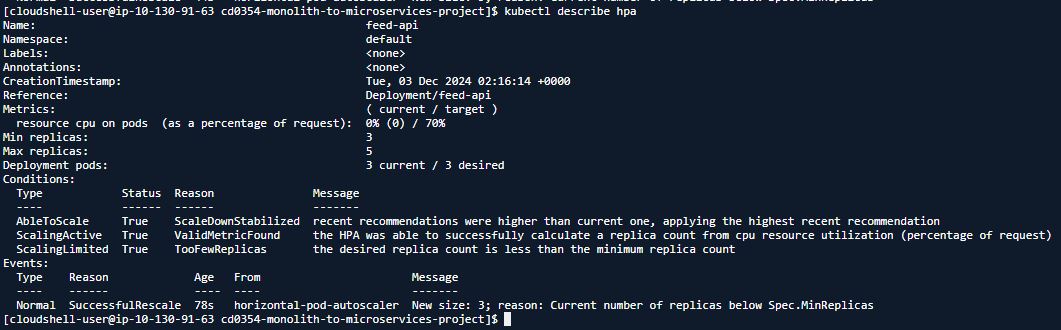 [cloudshell-user@ip-10-130-91-63 cd0354-monolith-to-microservices-project]$ kubectl describe hpa
Name:                                                  feed-api
Namespace:                                             default
Labels:                                                <none>
Annotations:                                           <none>
CreationTimestamp:                                     Tue, 03 Dec 2024 02:16:14 +0000
Reference:                                             Deployment/feed-api
Metrics:                                               ( current / target )
  resource cpu on pods  (as a percentage of request):  0% (0) / 70%
Min replicas:                                          3
Max replicas:                                          5
Deployment pods:                                       3 current / 3 desired
Conditions:
  Type            Status  Reason               Message
  ----            ------  ------               -------
  AbleToScale     True    ScaleDownStabilized  recent recommendations were higher than current one, applying the highest recent recommendation
  ScalingActive   True    ValidMetricFound     the HPA was able to successfully calculate a replica count from cpu resource utilization (percentage of request)
  ScalingLimited  True    TooFewReplicas       the desired replica count is less than the minimum replica count
Events:
  Type    Reason             Age   From                       Message
  ----    ------             ----  ----                       -------
  Normal  SuccessfulRescale  78s   horizontal-pod-autoscaler  New size: 3; reason: Current number of replicas below Spec.MinReplicas
[cloudshell-user@ip-10-130-91-63 cd0354-monolith-to-microservices-project]$